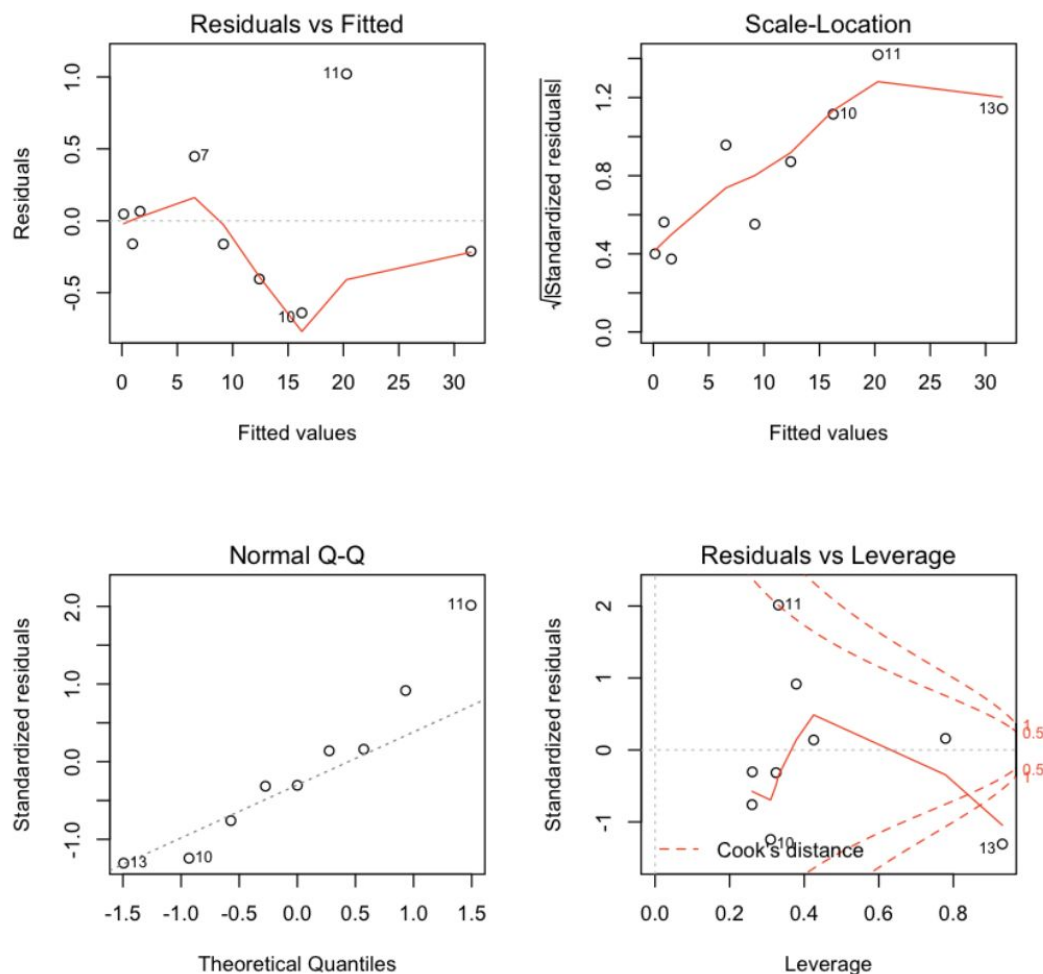 Residuals vs Fitted
Residuals
1.0
0.5
0.0
-0.5
11
7
10
0 5 10 15 20 25 30
Fitted values
Scale-Location
√|Standardized residuals|
1.2
0.8
0.4
0.0
11
10
13
0 5 10 15 20 25 30
Fitted values
Normal Q-Q
Standardized residuals
2.0
1.0
0.0
-1.0
11
13
10
-1.5 -1.0 -0.5 0.0 0.5 1.0 1.5
Theoretical Quantiles
Residuals vs Leverage
Standardized residuals
2
1
0
-1
11
10
13
1
0.5
0.5
1
Cook's distance
0.0 0.2 0.4 0.6 0.8
Leverage